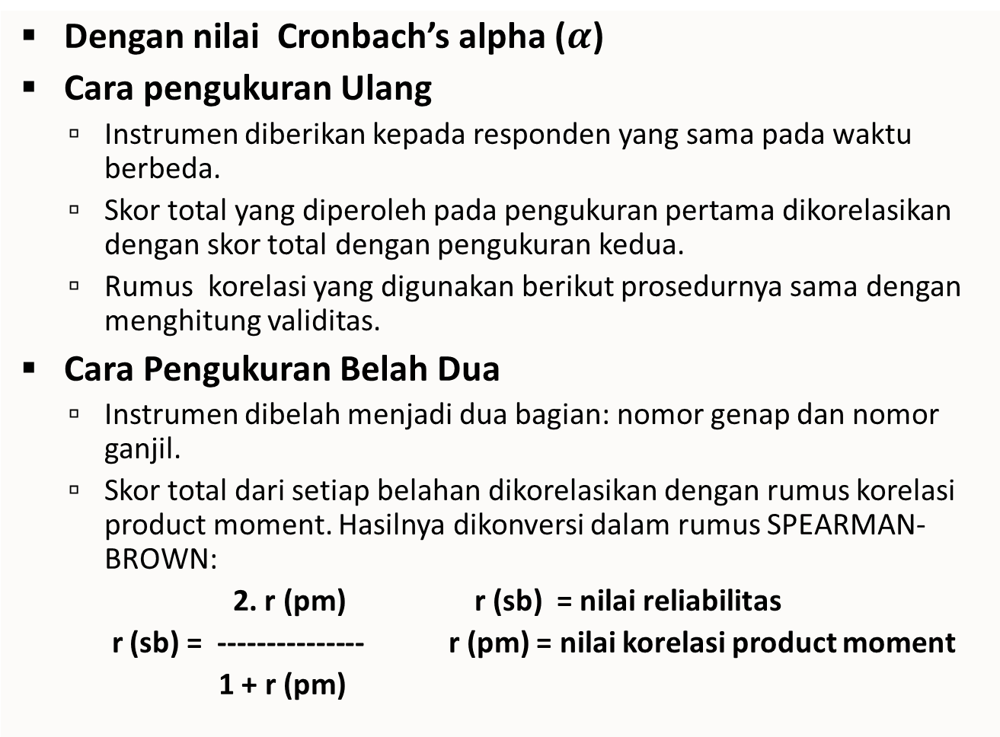 ▪ Dengan nilai  Cronbach’s alpha (𝜶)
▪ Cara pengukuran Ulang
▫ Instrumen diberikan kepada responden yang sama pada waktu
berbeda.
▫ Skor total yang diperoleh pada pengukuran pertama dikorelasikan
dengan skor total dengan pengukuran kedua.
▫ Rumus  korelasi yang digunakan berikut prosedurnya sama dengan
menghitung validitas.
▪ Cara Pengukuran Belah Dua
▫ Instrumen dibelah menjadi dua bagian: nomor genap dan nomor
ganjil.
▫ Skor total dari setiap belahan dikorelasikan dengan rumus korelasi
product moment. Hasilnya dikonversi dalam rumus SPEARMAN-
BROWN:
2. r (pm) r (sb)  = nilai reliabilitas
r (sb) =  --------------- r (pm) = nilai korelasi product moment
1 + r (pm)